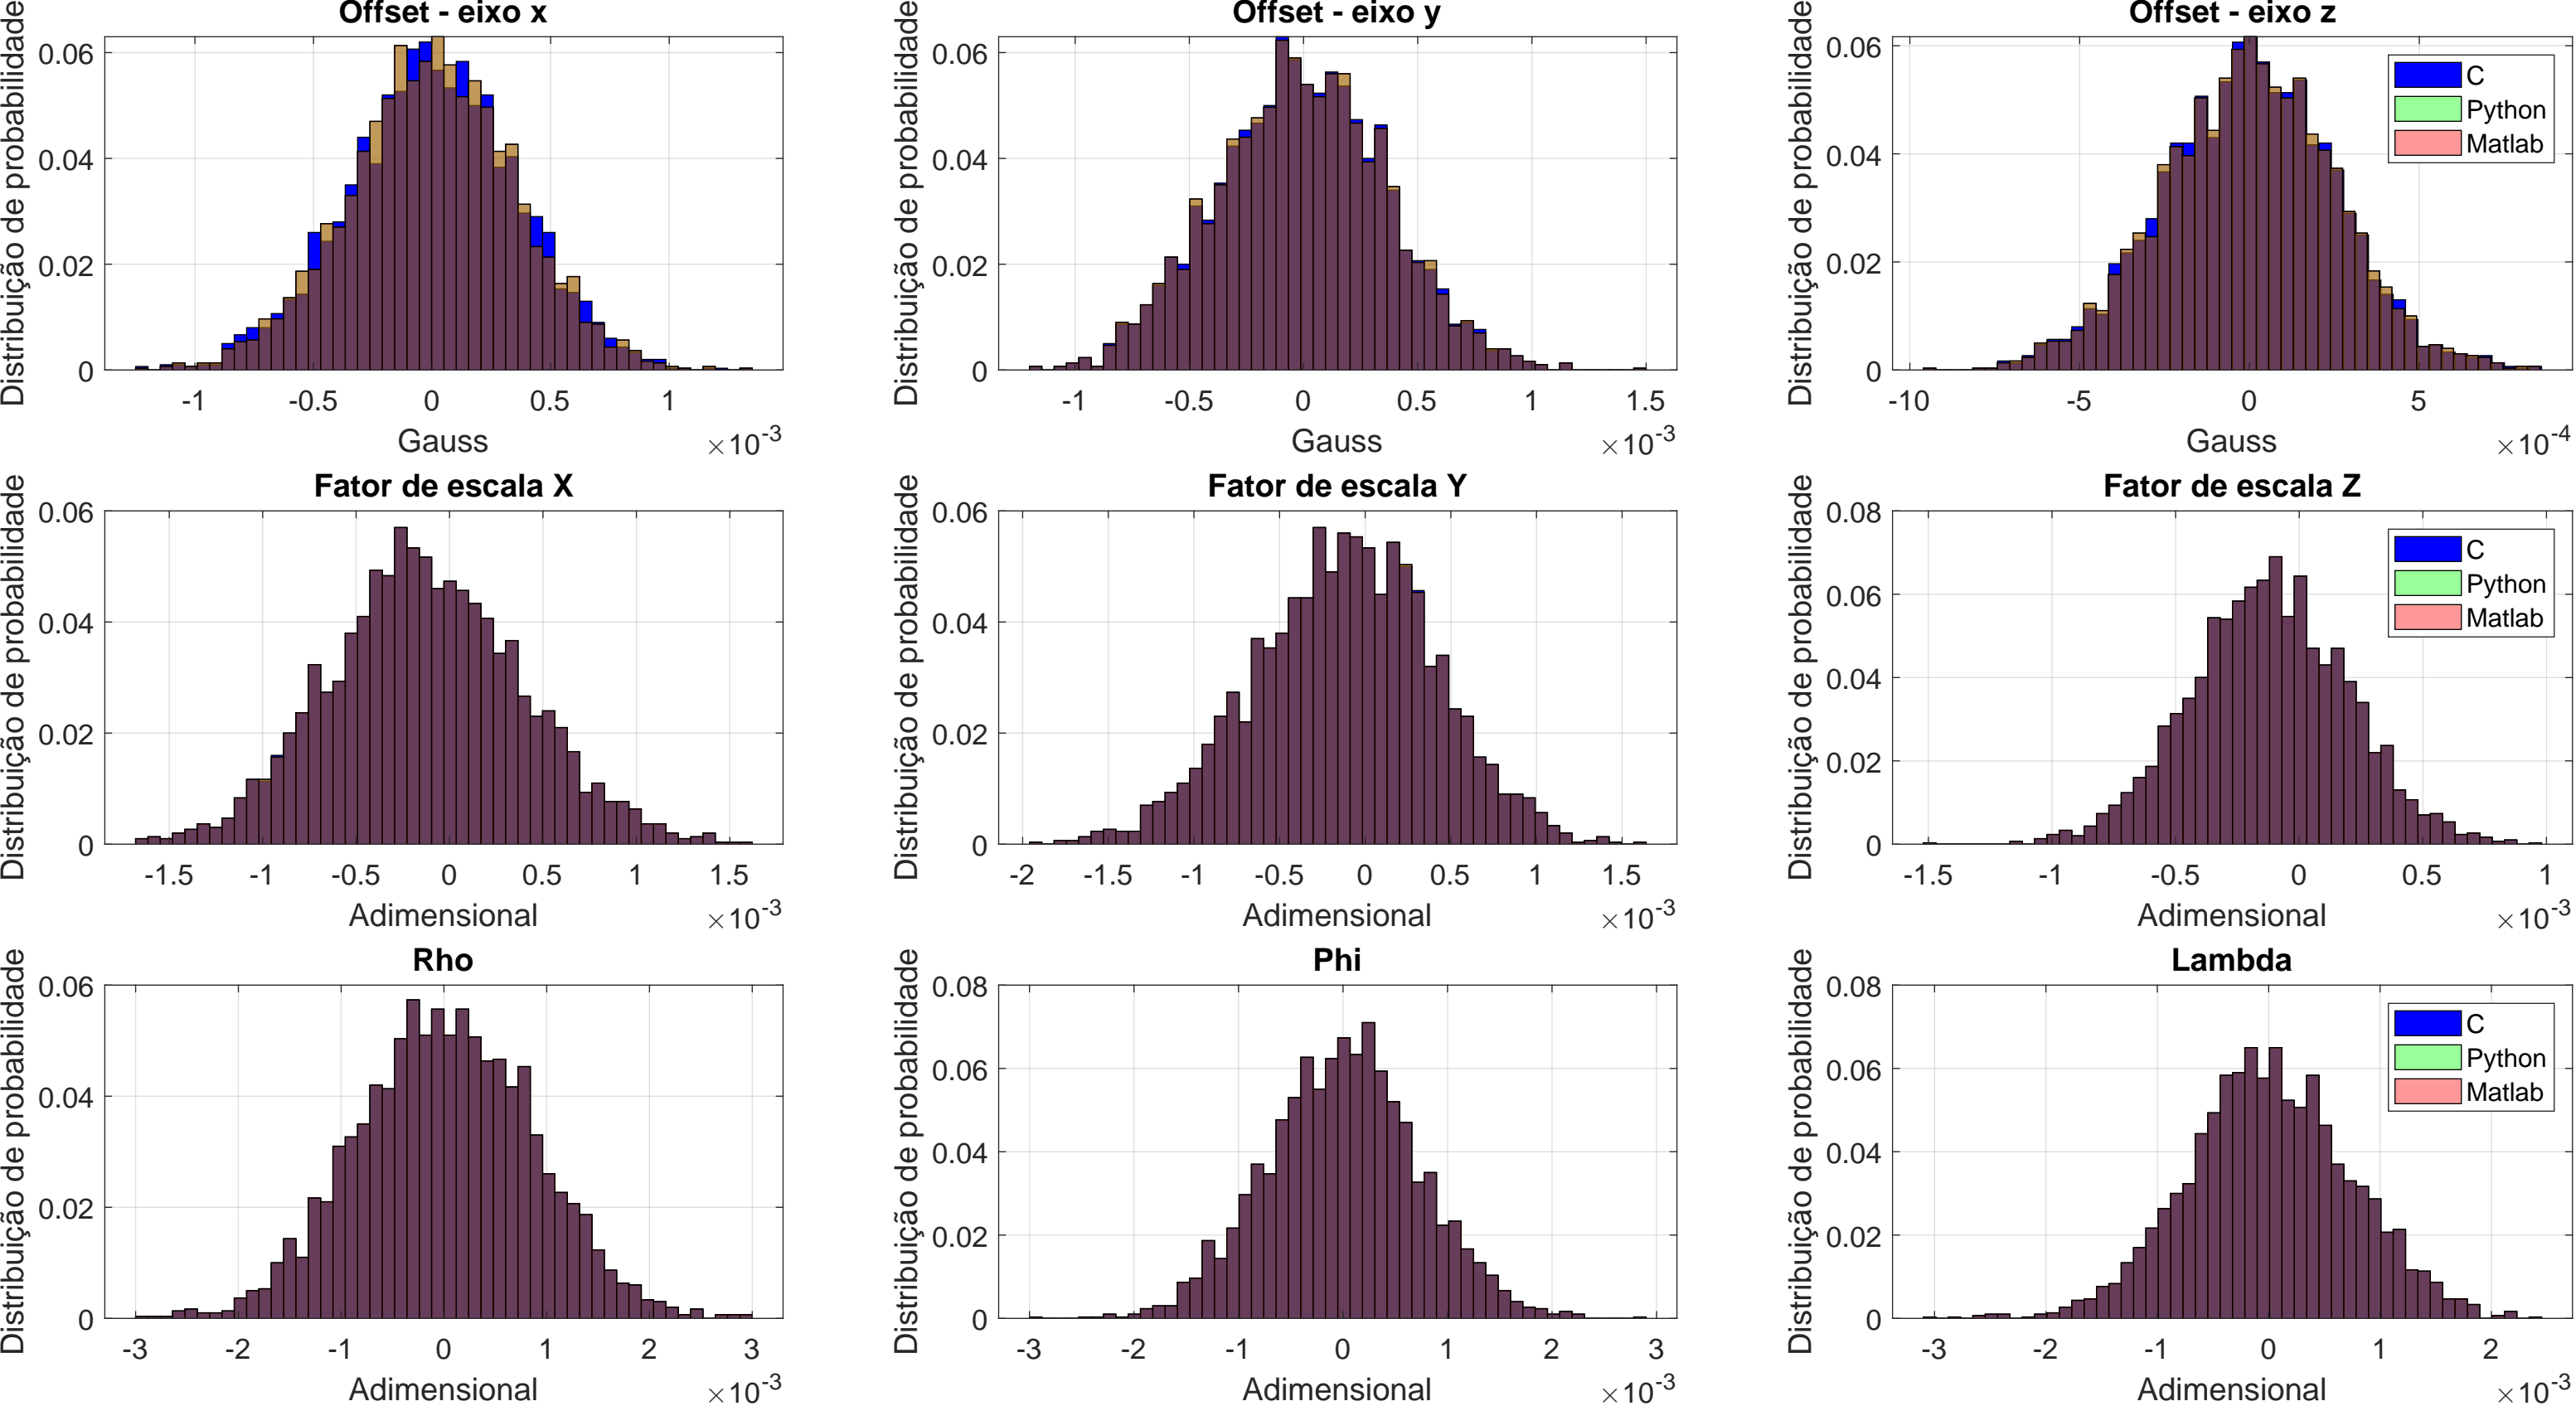 Offset - eixo x
Distribuição de probabilidade
0.06
0.04
0.02
0
-1 -0.5 0 0.5 1
Gauss
×10-3
Offset - eixo y
Distribuição de probabilidade
0.06
0.04
0.02
0
-1 -0.5 0 0.5 1 1.5
Gauss
×10-3
Offset - eixo z
Distribuição de probabilidade
0.06
0.04
0.02
0
-10 -5 0 5
Gauss
×10-4
C
Python
Matlab
Fator de escala X
Distribuição de probabilidade
0.06
0.04
0.02
0
-1.5 -1 -0.5 0 0.5 1 1.5
Adimensional
×10-3
Fator de escala Y
Distribuição de probabilidade
0.06
0.04
0.02
0
-2 -1.5 -1 -0.5 0 0.5 1 1.5
Adimensional
×10-3
Fator de escala Z
Distribuição de probabilidade
0.08
0.06
0.04
0.02
0
-1.5 -1 -0.5 0 0.5 1
Adimensional
×10-3
C
Python
Matlab
Rho
Distribuição de probabilidade
0.06
0.04
0.02
0
-3 -2 -1 0 1 2 3
Adimensional
×10-3
Phi
Distribuição de probabilidade
0.08
0.06
0.04
0.02
0
-3 -2 -1 0 1 2 3
Adimensional
×10-3
Lambda
Distribuição de probabilidade
0.08
0.06
0.04
0.02
0
-3 -2 -1 0 1 2
Adimensional
×10-3
C
Python
Matlab